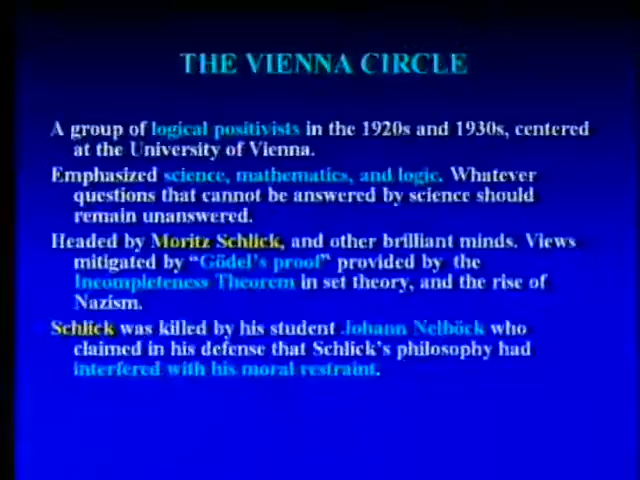 THE VIENNA CIRCLE
A group of logical positivists in the 1920s and 1930s, centered
at the University of Vienna.
Emphasized science, mathematics, and logic. Whatever
questions that cannot be answered by science should
remain unanswered.
Headed by Moritz Schlick, and other brilliant minds. Views
mitigated by “Gödel’s proof” provided by the
Incompleteness Theorem in set theory, and the rise of
Nazism.
Schlick was killed by his student Johann Nelböck who
claimed in his defense that Schlick’s philosophy had
interfered with his moral restraint.